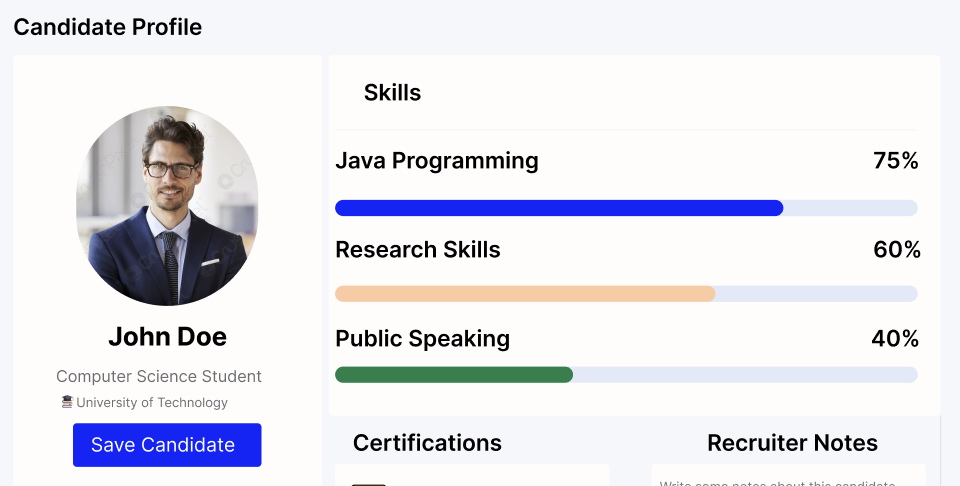 Candidate Profile
Skills
Java Programming 75%
Research Skills 60%
Public Speaking 40%
John Doe
Computer Science Student
University of Technology
Save Candidate
Certifications
Recruiter Notes
Write some notes about this candidate